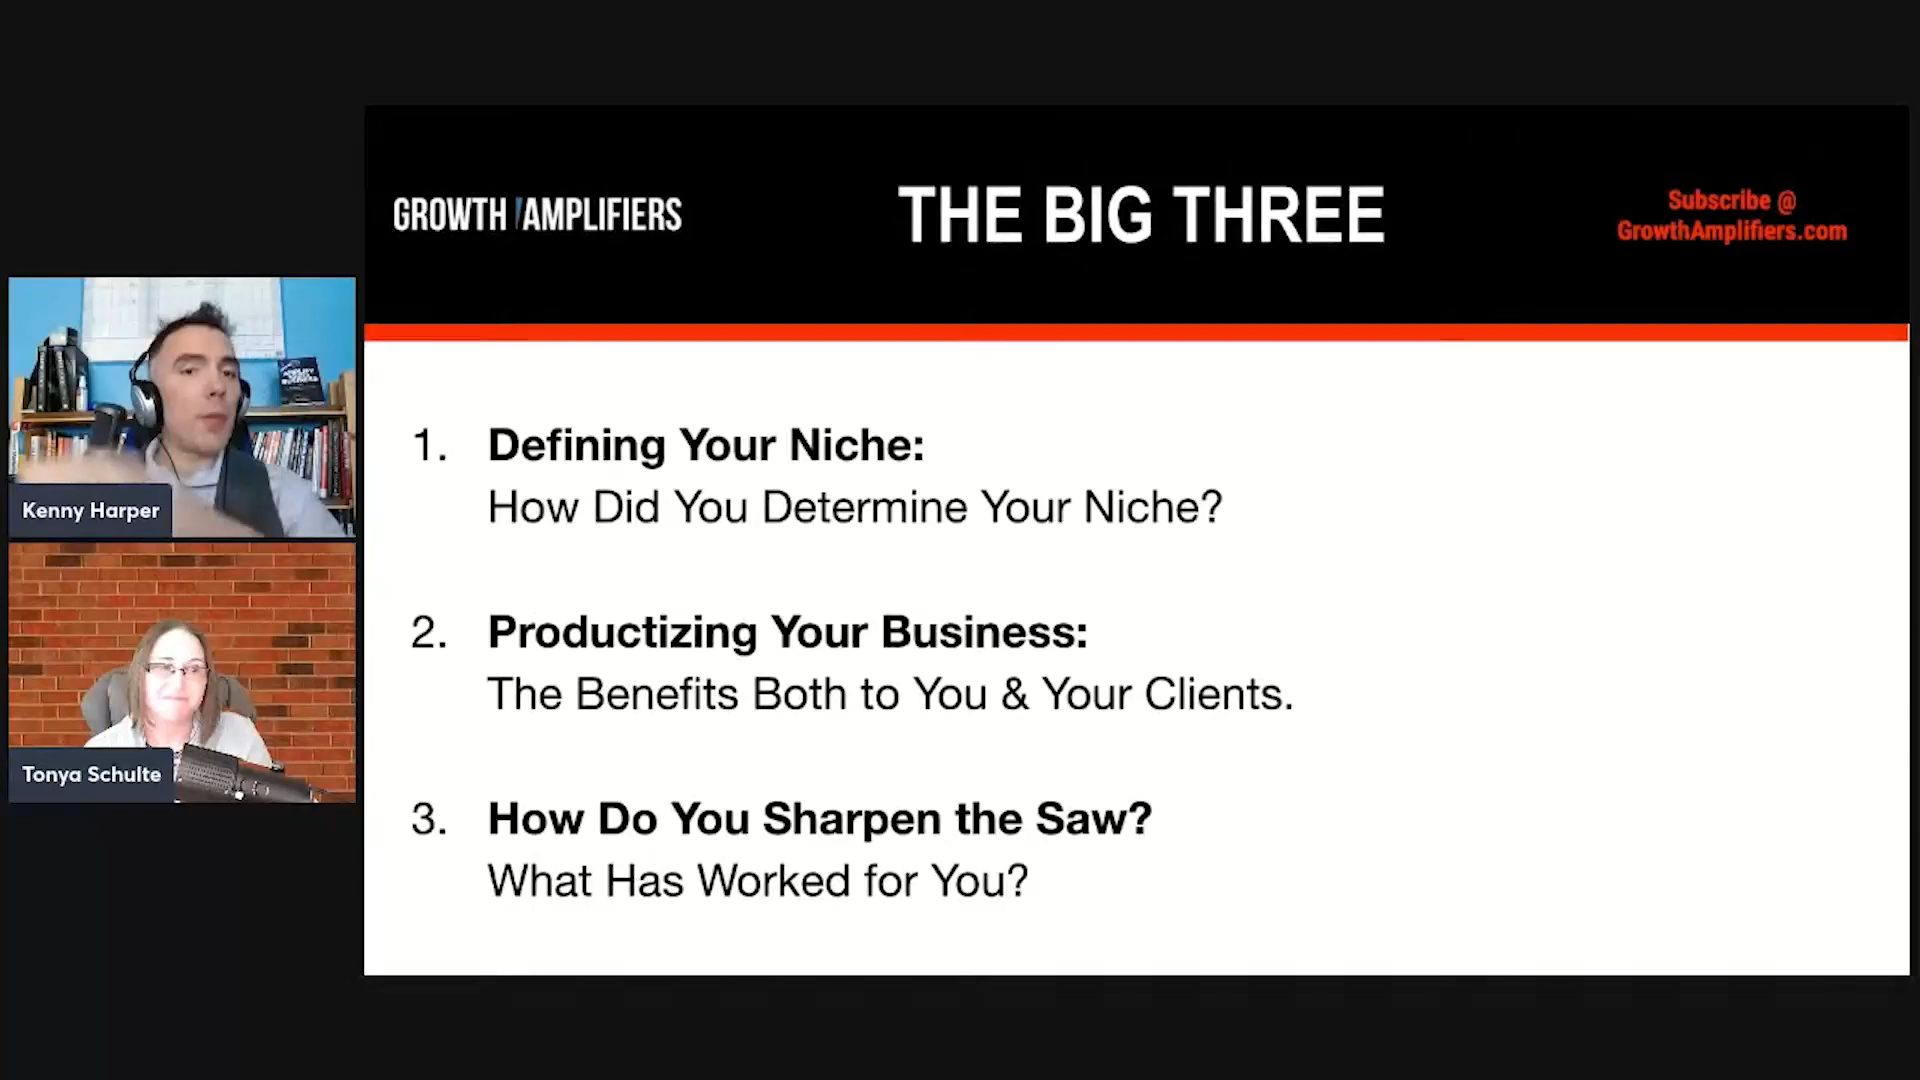 GROWTH AMPLIFIERS
THE BIG THREE
Subscribe @
GrowthAmplifiers.com
Kenny Harper
Tonya Schulte
1. Defining Your Niche:
How Did You Determine Your Niche?
2. Productizing Your Business:
The Benefits Both to You & Your Clients.
3. How Do You Sharpen the Saw?
What Has Worked for You?